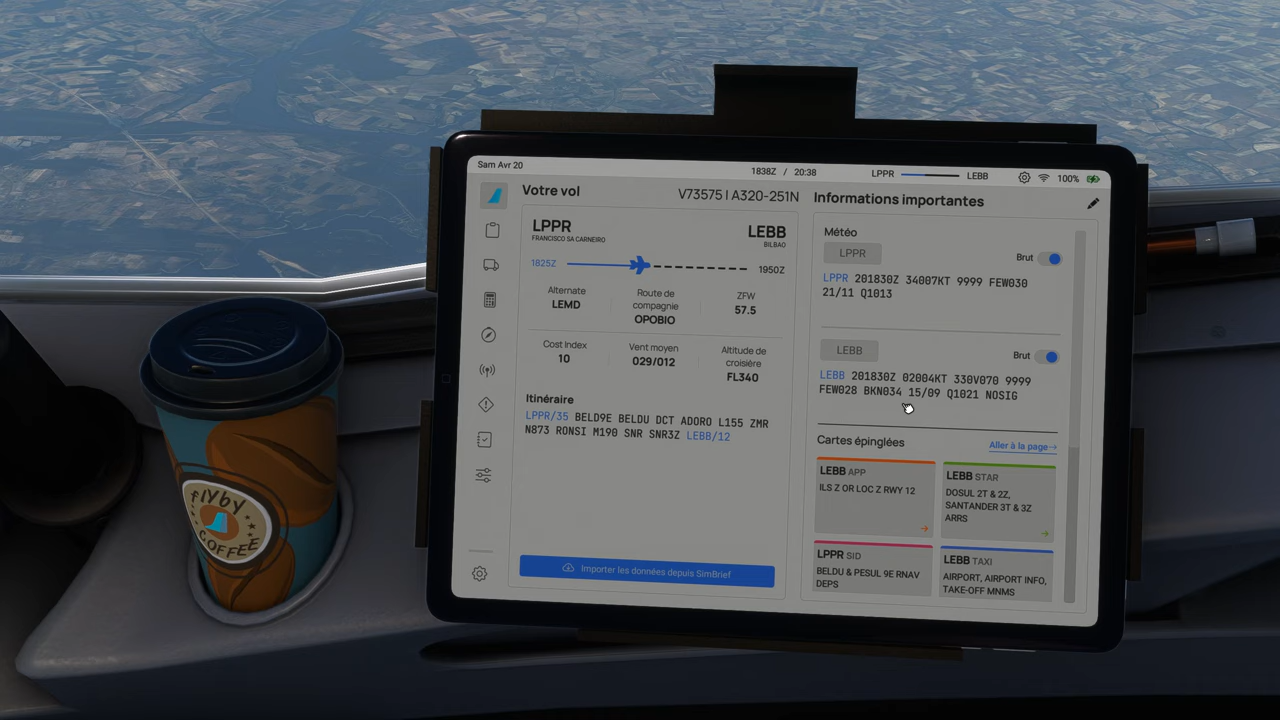 Sam Avr 20
1838Z / 20:38
LPPR
LEBB
100%
Votre vol
V73575 | A320-251N
LPPR
FRANCISCO SA CARNEIRO
LEBB
BILBAO
1825Z
1950Z
Alternate
LEMD
Route de
compagnie
OPOBIO
ZFW
57.5
Cost Index
10
Vent moyen
029/012
Altitude de
croisière
FL340
Itinéraire
LPPR/35 BELD9E BELDU DCT ADORO L155 ZMR
N873 RONSI M190 SNR SNR3Z LEBB/12
Importer les données depuis SimBrief
Informations importantes
Météo
LPPR
Brut
LPPR 201830Z 34007KT 9999 FEW030
21/11 Q1013
LEBB
Brut
LEBB 201830Z 02004KT 330V070 9999
FEW028 BKN034 15/09 Q1021 NOSIG
Cartes épinglées
Aller à la page→
LEBB APP
ILS Z OR LOC Z RWY 12
→
LEBB STAR
DOSUL 2T & 2Z,
SANTANDER 3T & 3Z
ARRS
→
LPPR SID
BELDU & PESUL 9E RNAV
DEPS
LEBB TAXI
AIRPORT, AIRPORT INFO,
TAKE-OFF MNMS
flyby
COFFEE